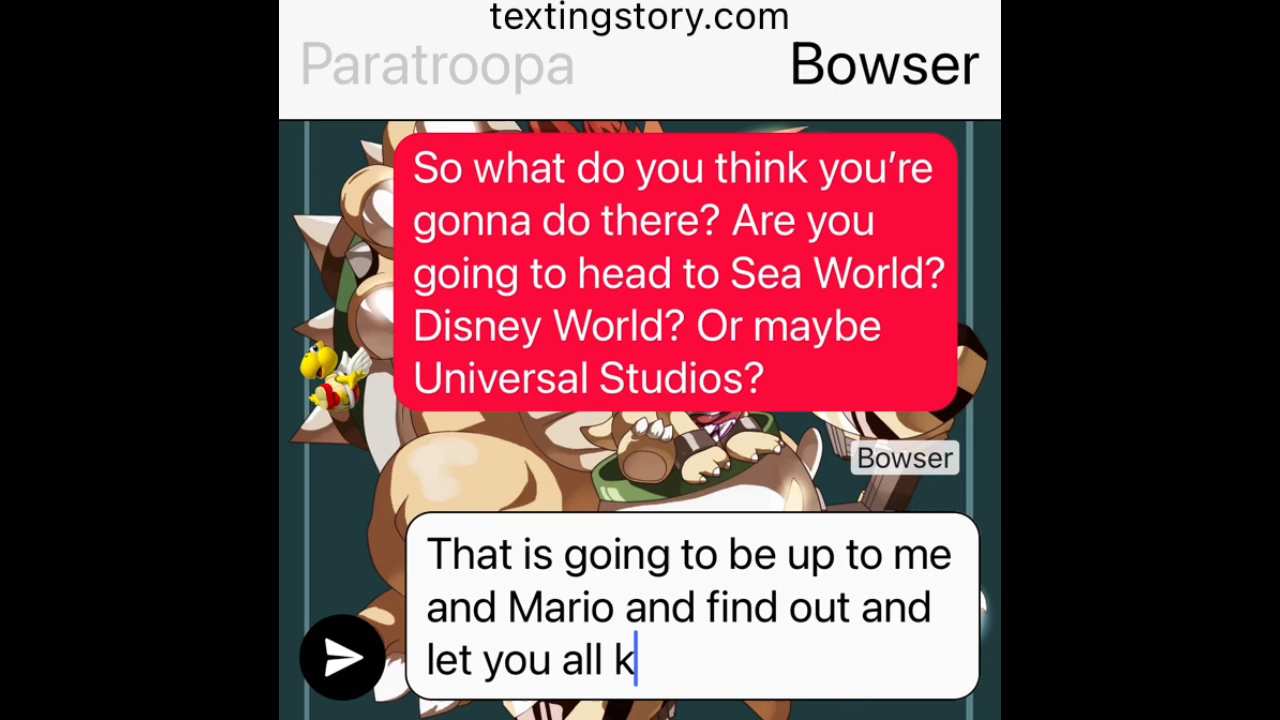 textingstory.com
Paratroopa Bowser
So what do you think you’re
gonna do there? Are you
going to head to Sea World?
Disney World? Or maybe
Universal Studios?
Bowser
That is going to be up to me
and Mario and find out and
let you all k